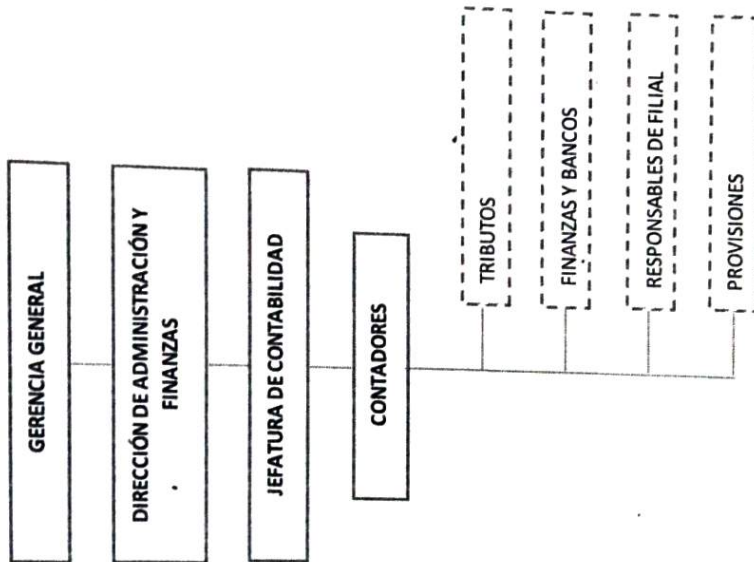 GERENCIA GENERAL
DIRECCIÓN DE ADMINISTRACIÓN Y
FINANZAS
JEFATURA DE CONTABILIDAD
CONTADORES
TRIBUTOS
FINANZAS Y BANCOS
RESPONSABLES DE FILIAL
PROVISIONES